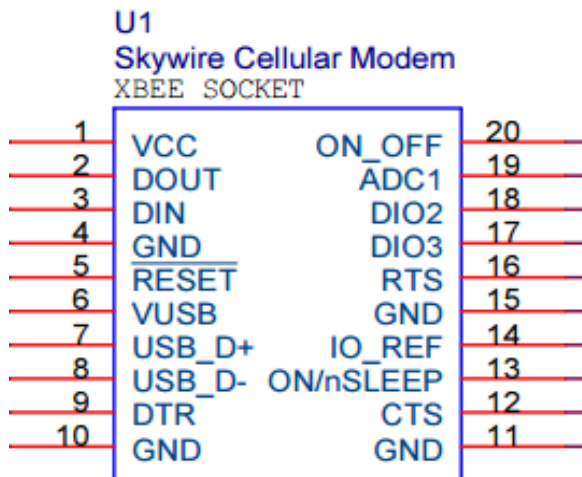 U1
Skywire Cellular Modem
XBEE SOCKET
1 VCC ON_OFF 20
2 DOUT ADC1 19
3 DIN DIO2 18
4 GND DIO3 17
5 RESET RTS 16
6 VUSB GND 15
7 USB_D+ IO_REF 14
8 USB_D- ON/nSLEEP 13
9 DTR CTS 12
10 GND GND 11